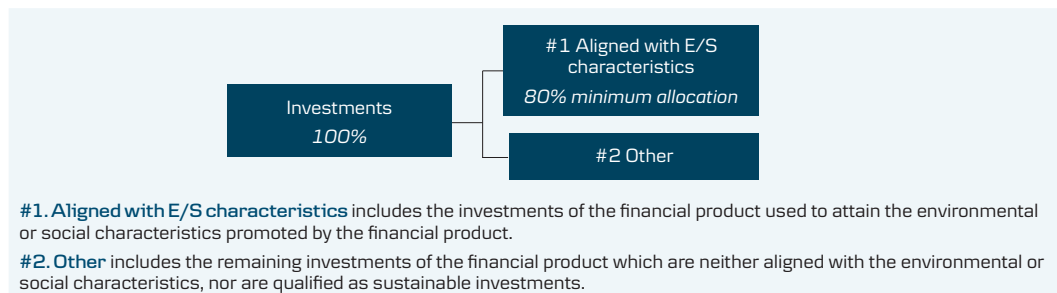 #1 Aligned with E/S
characteristics
80% minimum allocation
Investments
100%
#2 Other
#1. Aligned with E/S characteristics includes the investments of the financial product used to attain the environmental
or social characteristics promoted by the financial product.
#2. Other includes the remaining investments of the financial product which are neither aligned with the environmental or
social characteristics, nor are qualified as sustainable investments.